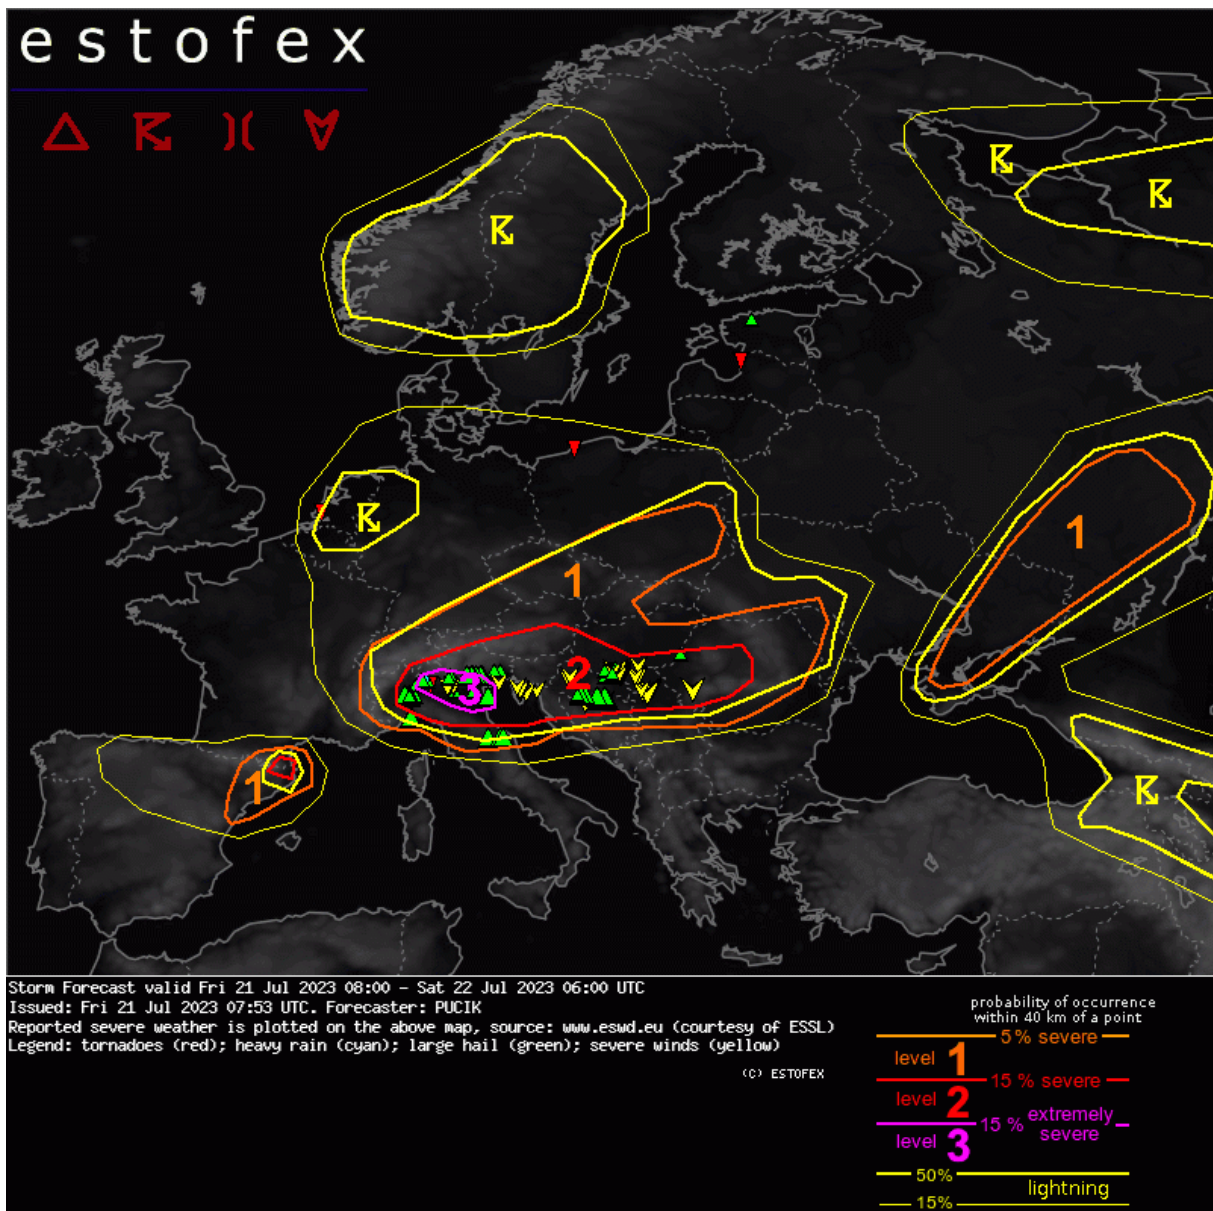 estofex
1
1
2
3
1
Storm Forecast valid Fri 21 Jul 2023 08:00 - Sat 22 Jul 2023 06:00 UTC
Issued: Fri 21 Jul 2023 07:53 UTC. Forecaster: PUCIK
Reported severe weather is plotted on the above map, source: www.eswd.eu (courtesy of ESSL)
Legend: tornadoes (red); heavy rain (cyan); large hail (green); severe winds (yellow)
(C) ESTOFEX
probability of occurrence
within 40 km of a point
5 % severe
level 1
15 % severe
level 2
15 % extremely severe
level 3
50%
lightning
15%